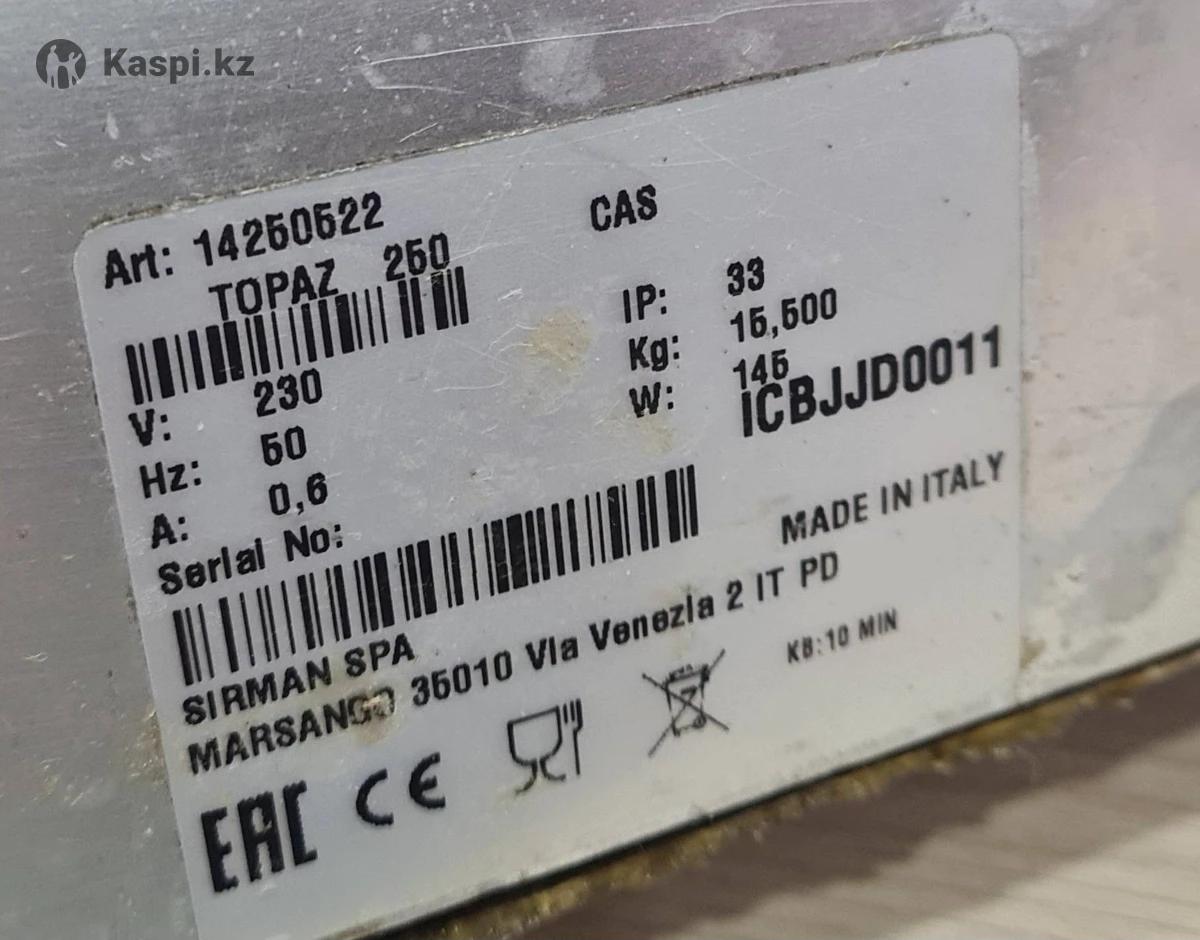 Kaspi.kz
Art: 14250522 CAS
TOPAZ 250
IP: 33
Kg: 15,500
W: 145
V: 230
Hz: 50
A: 0,6
ICBJJD0011
Serial No:
MADE IN ITALY
SIRMAN SPA
MARSANGO 35010 Via Venezia 2 IT PD
KB:10 MIN
EAC CE